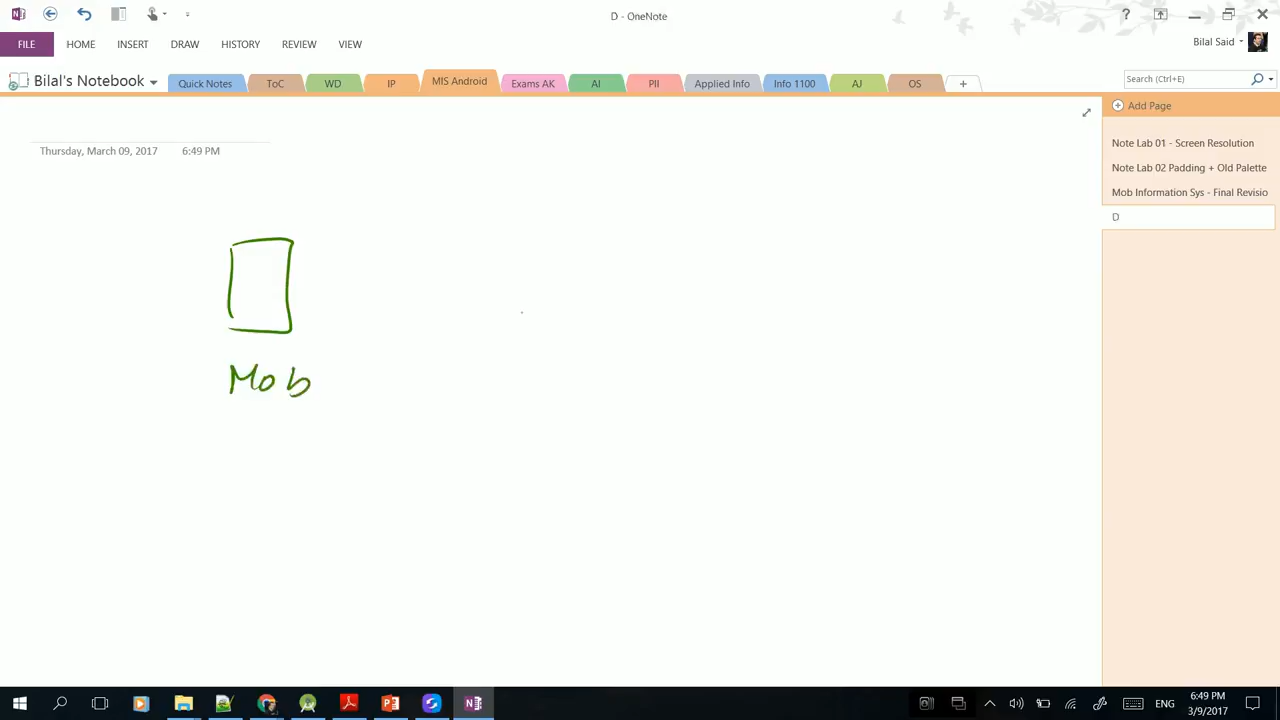 D - OneNote
?
FILE HOME INSERT DRAW HISTORY REVIEW VIEW
Bilal Said
Bilal's Notebook
Quick Notes ToC WD IP MIS Android Exams AK AI PII Applied Info Info 1100 AJ OS +
Search (Ctrl+E)
Add Page
Thursday, March 09, 2017 6:49 PM
Note Lab 01 - Screen Resolution
Note Lab 02 Padding + Old Palette
Mob Information Sys - Final Revisio
D
Mob
ENG
6:49 PM
3/9/2017